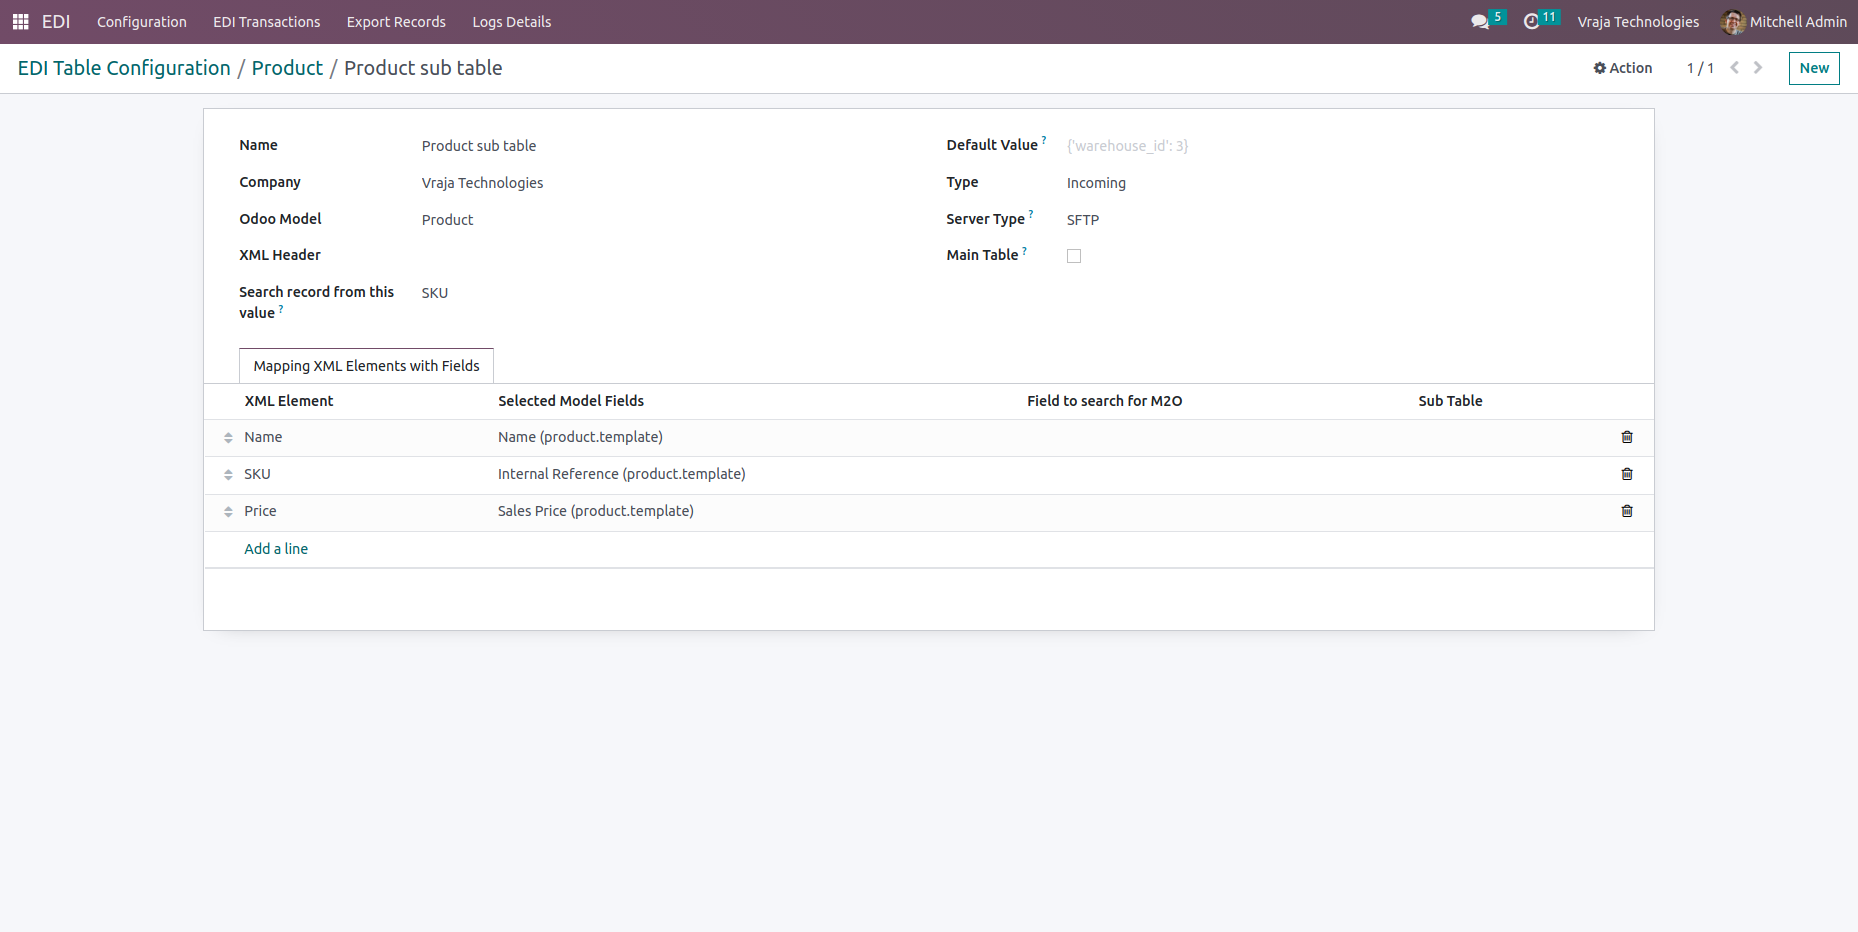 EDI Configuration EDI Transactions Export Records Logs Details 5 11 Vraja Technologies Mitchell Admin
EDI Table Configuration / Product / Product sub table Action 1 / 1 New
Name Product sub table Default Value ? {'warehouse_id': 3}
Company Vraja Technologies Type Incoming
Odoo Model Product Server Type ? SFTP
XML Header Main Table ?
Search record from this value ? SKU
Mapping XML Elements with Fields
XML Element Selected Model Fields Field to search for M2O Sub Table
Name Name (product.template)
SKU Internal Reference (product.template)
Price Sales Price (product.template)
Add a line